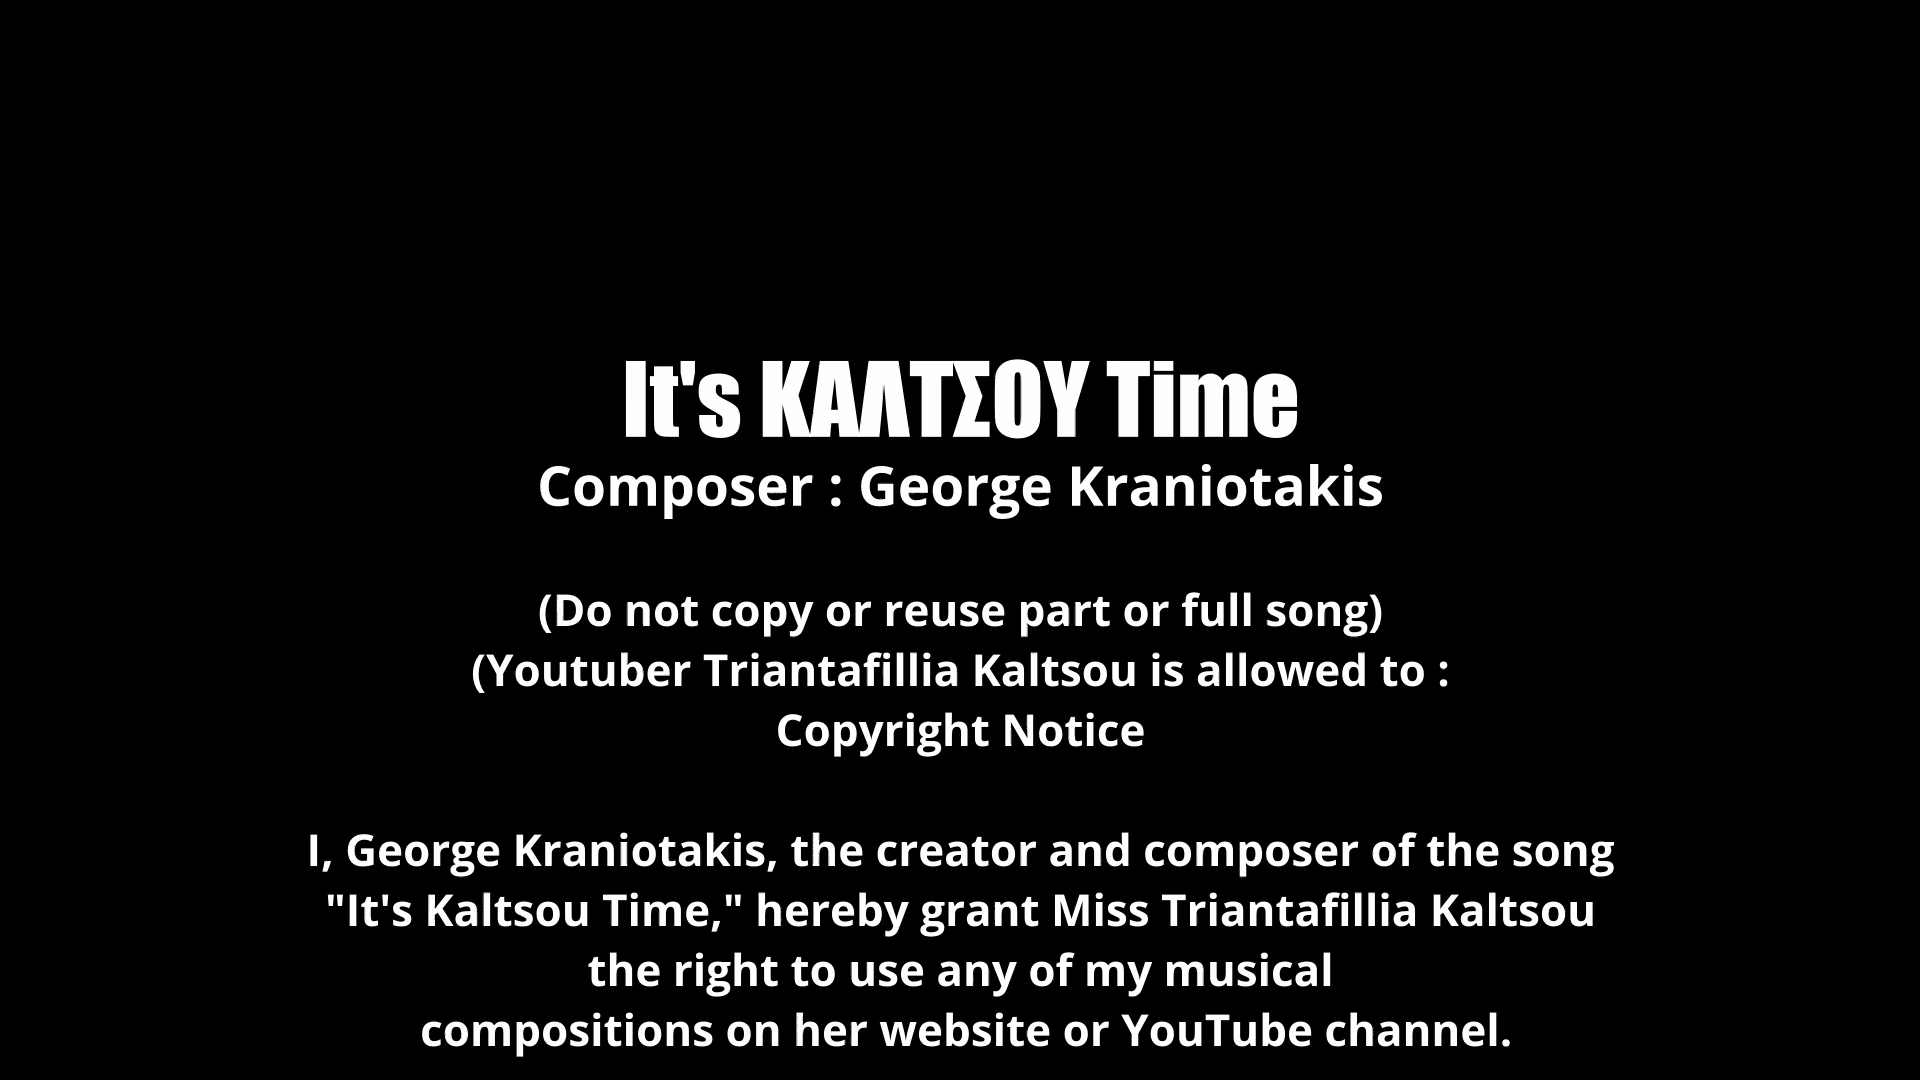 It's ΚΑΛΤΣΟΥ Time
Composer : George Kraniotakis
(Do not copy or reuse part or full song)
(Youtuber Triantafillia Kaltsou is allowed to :
Copyright Notice
I, George Kraniotakis, the creator and composer of the song
"It's Kaltsou Time," hereby grant Miss Triantafillia Kaltsou
the right to use any of my musical
compositions on her website or YouTube channel.